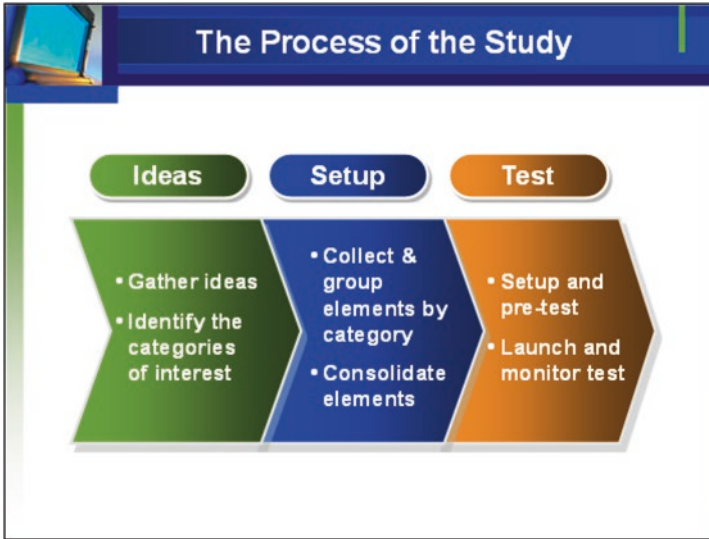 The Process of the Study
Ideas
• Gather ideas
• Identify the
categories
of interest
Setup
• Collect &
group
elements by
category
• Consolidate
elements
Test
• Setup and
pre-test
• Launch and
monitor test